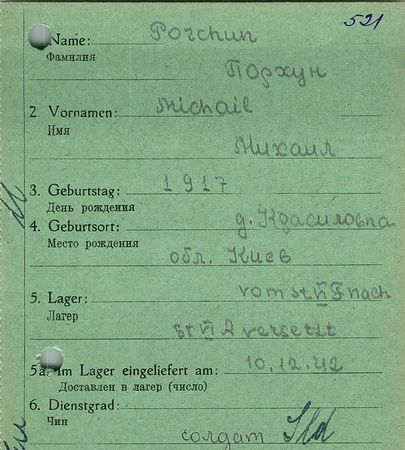 521
Name: Porchun
Фамилия
Порхун
2. Vornamen: Michail
Имя
Михаил
3. Geburtstag: 1917
День рождения
4. Geburtsort: д. Красиловка
Место рождения
обл. Киев
5. Lager: vom St VI F nach
Лагерь
St VI A versetzt
5a. Im Lager eingeliefert am: 10.12.42
Доставлен в лагерь (число)
6. Dienstgrad:
Чин
солдат Sld